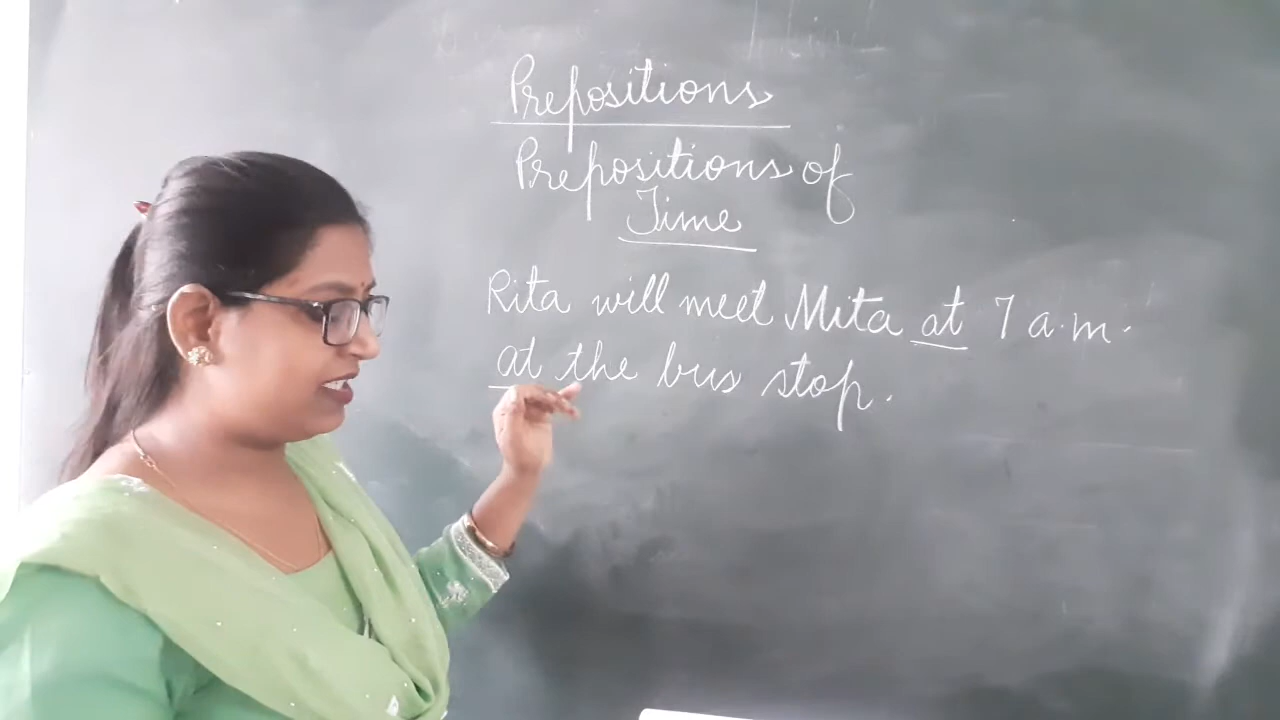 Prepositions
Prepositions of
Time
Rita will meet Mita at 7 a.m.
at the bus stop.